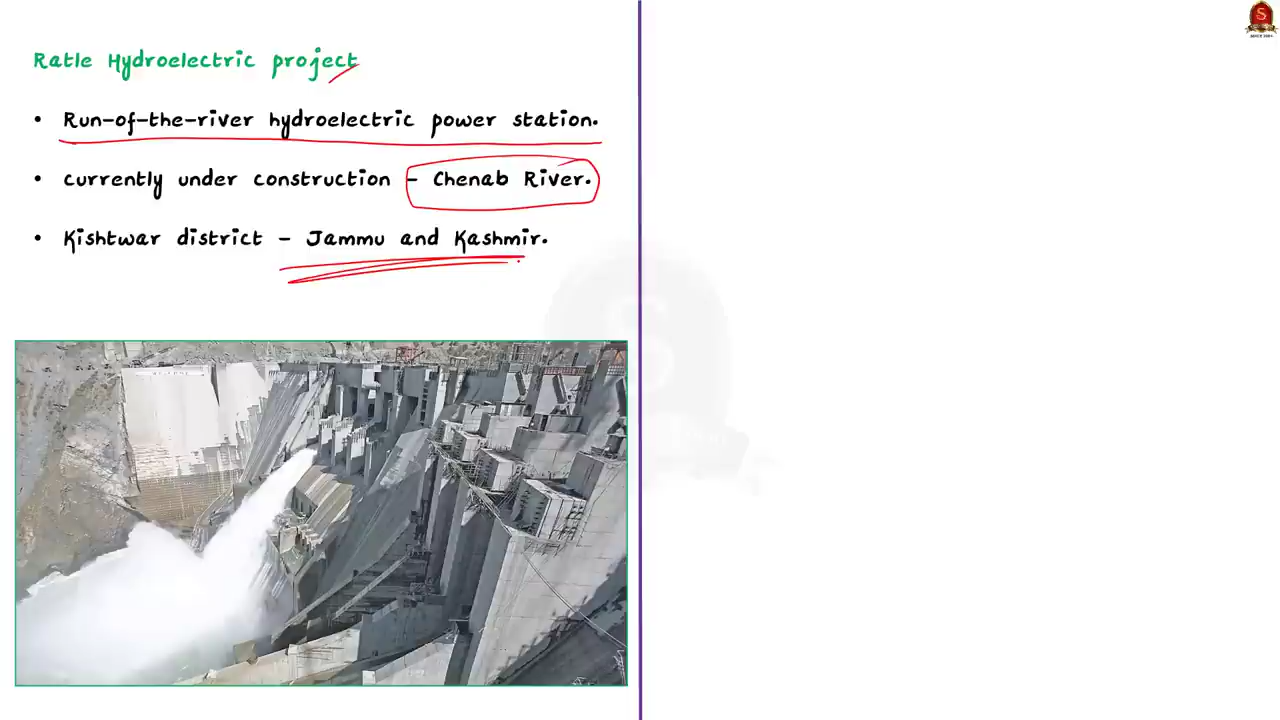 Ratle Hydroelectric project
• Run-of-the-river hydroelectric power station.
• currently under construction - Chenab River.
• Kishtwar district - Jammu and Kashmir.
S